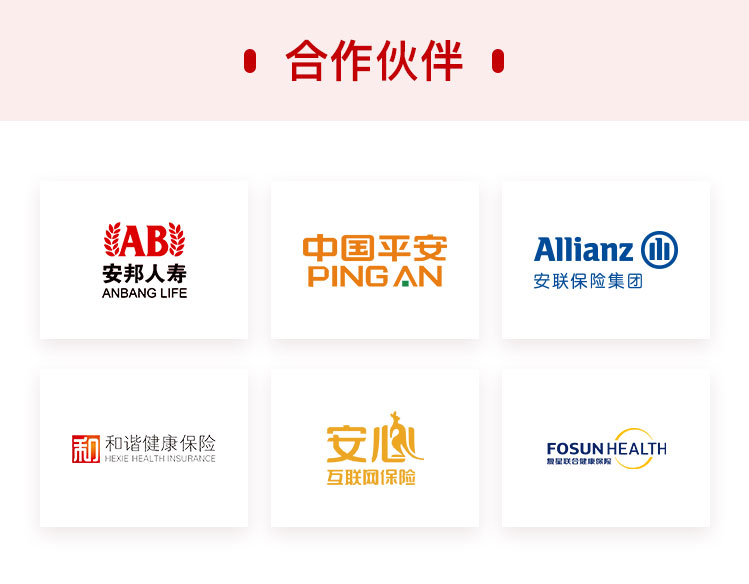 合作伙伴
AB
安邦人寿
ANBANG LIFE
中国平安
PING AN
Allianz
安联保险集团
和
和谐健康保险
HEXIE HEALTH INSURANCE
安心
互联网保险
FOSUN HEALTH
复星联合健康保险